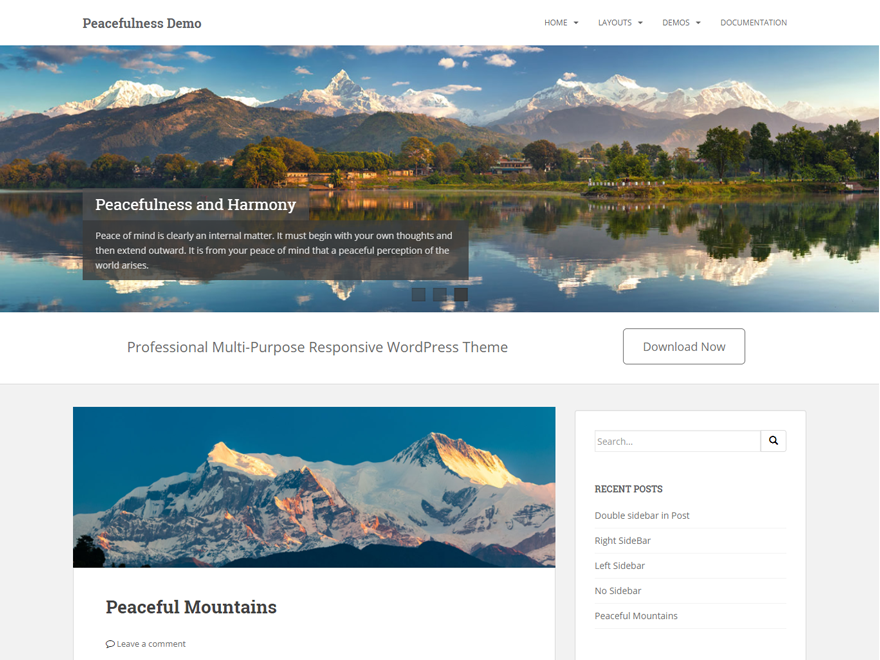 Peacefulness Demo
HOME LAYOUTS DEMOS DOCUMENTATION
Peacefulness and Harmony
Peace of mind is clearly an internal matter. It must begin with your own thoughts and
then extend outward. It is from your peace of mind that a peaceful perception of the
world arises.
Professional Multi-Purpose Responsive WordPress Theme
Download Now
Search...
RECENT POSTS
Double sidebar in Post
Right SideBar
Left Sidebar
No Sidebar
Peaceful Mountains
Peaceful Mountains
Leave a comment